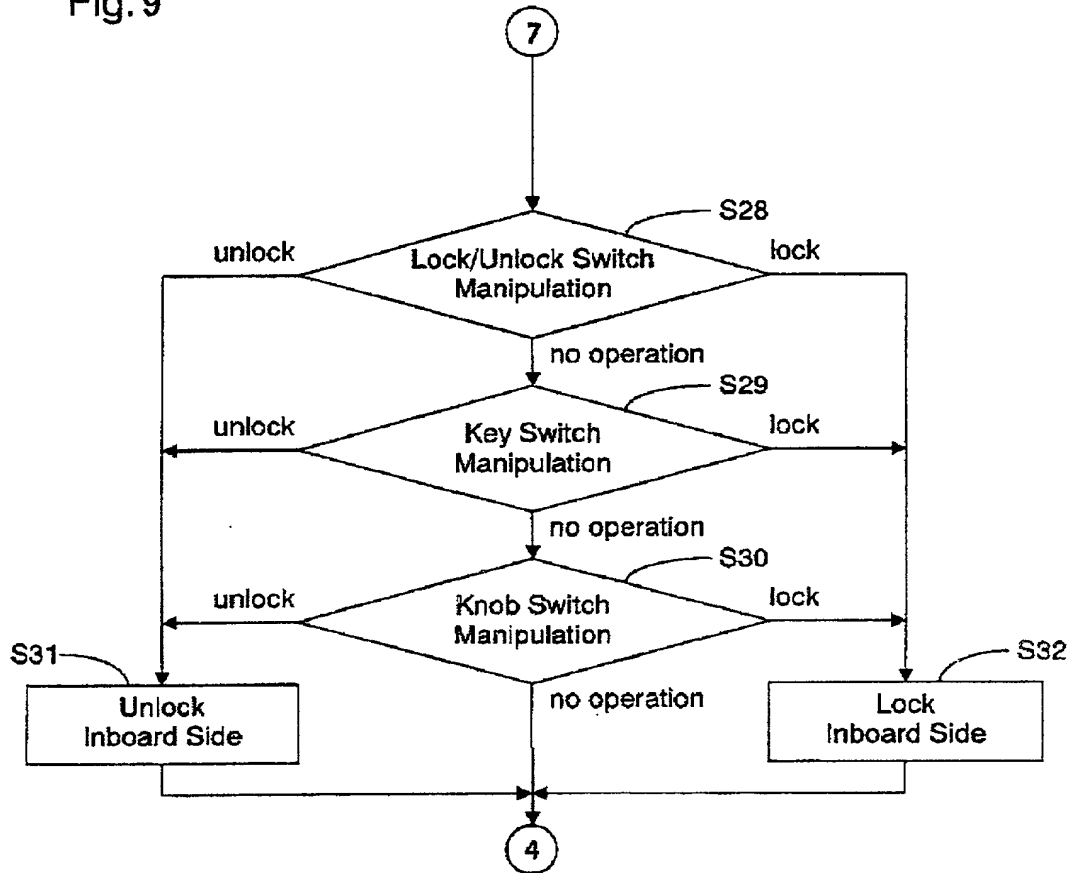 Fig. 9
7
S28
unlock
lock
Lock/Unlock Switch
Manipulation
no operation
S29
unlock
lock
Key Switch
Manipulation
no operation
S30
unlock
lock
Knob Switch
Manipulation
S31
S32
no operation
Unlock
Inboard Side
Lock
Inboard Side
4